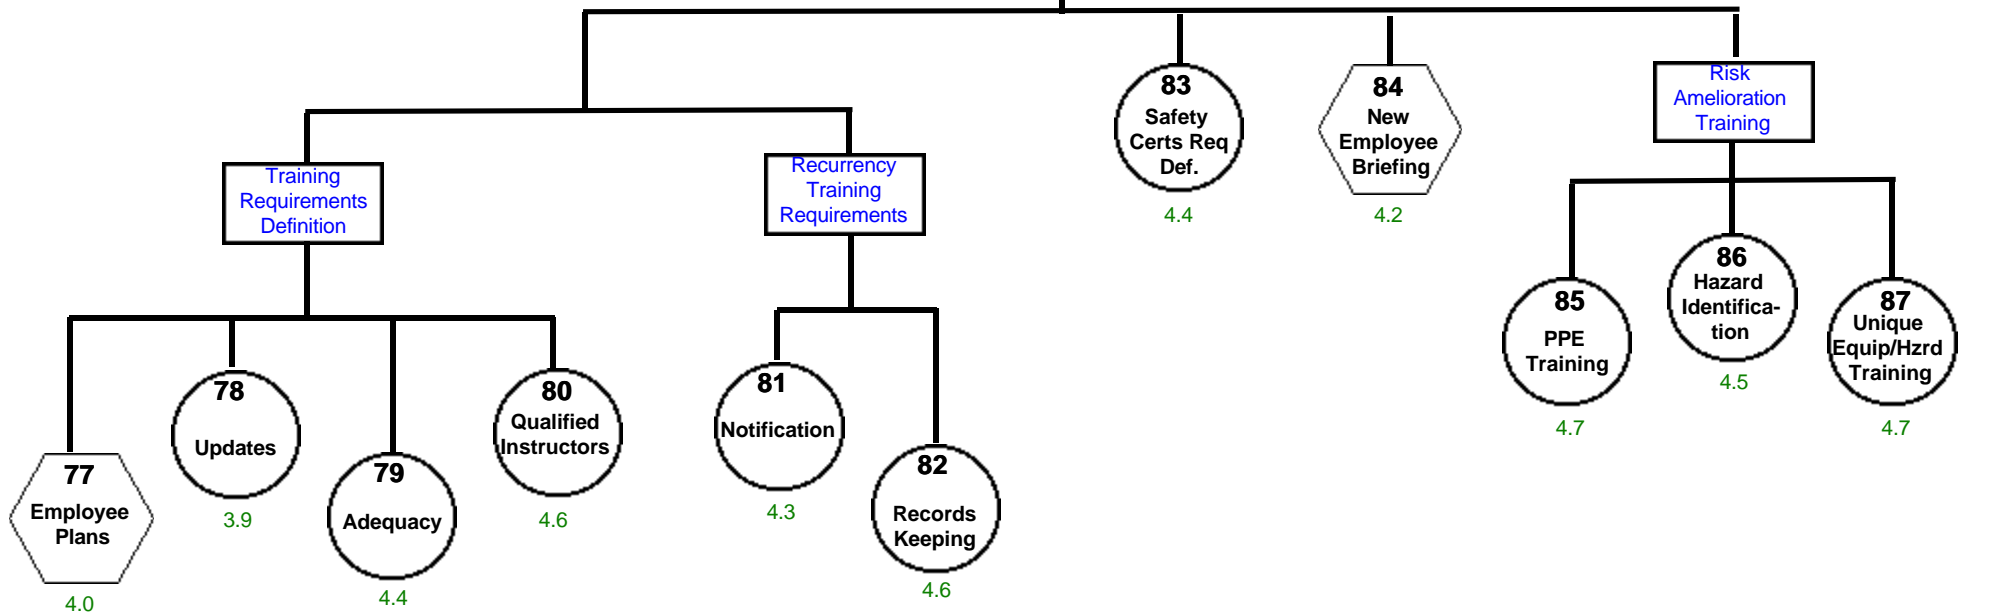 83
Safety
Certs Req
Def.
4.4
84
New
Employee
Briefing
4.2
Risk
Amelioration
Training
Training
Requirements
Definition
Recurrency
Training
Requirements
77
Employee
Plans
4.0
78
Updates
3.9
79
Adequacy
4.4
80
Qualified
Instructors
4.6
81
Notification
4.3
82
Records
Keeping
4.6
85
PPE
Training
4.7
86
Hazard
Identifica-
tion
4.5
87
Unique
Equip/Hzrd
Training
4.7